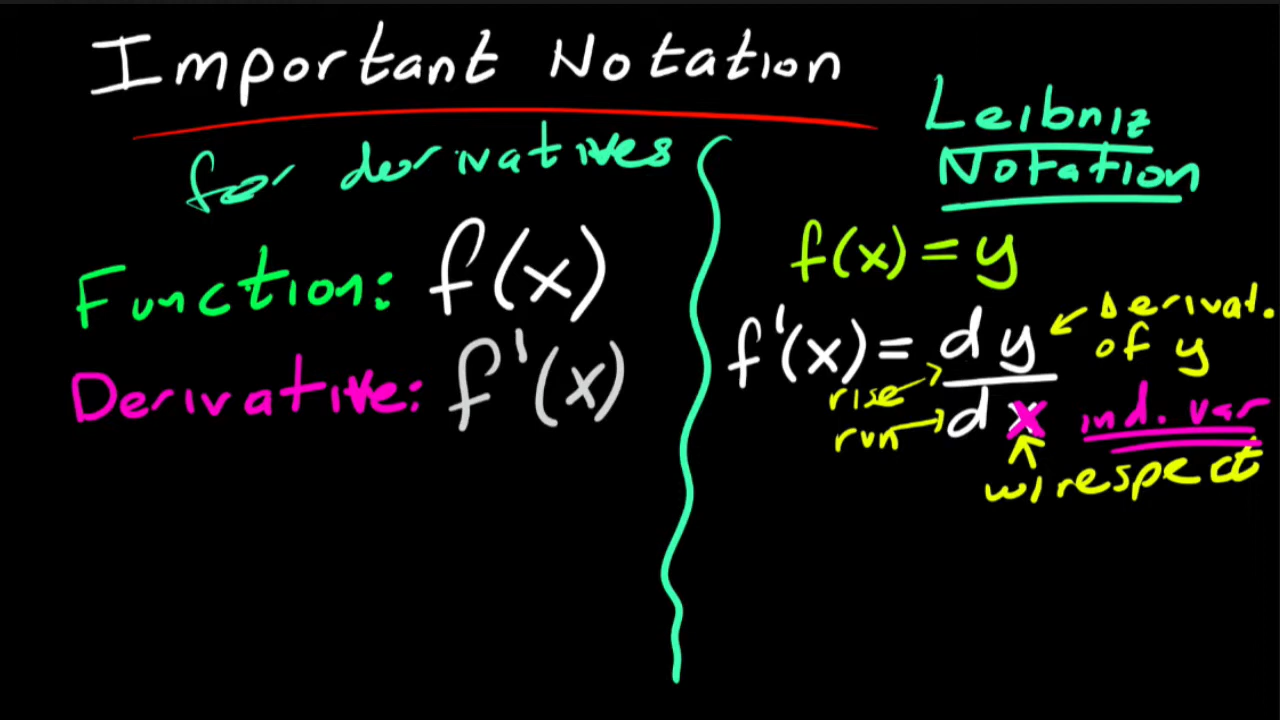 Important Notation
for derivatives
Function: f(x)
Derivative: f'(x)
Leibniz
Notation
f(x) = y
f'(x) = dy/dx
Derivat.
of y
rise
run
ind. var
w/ respect